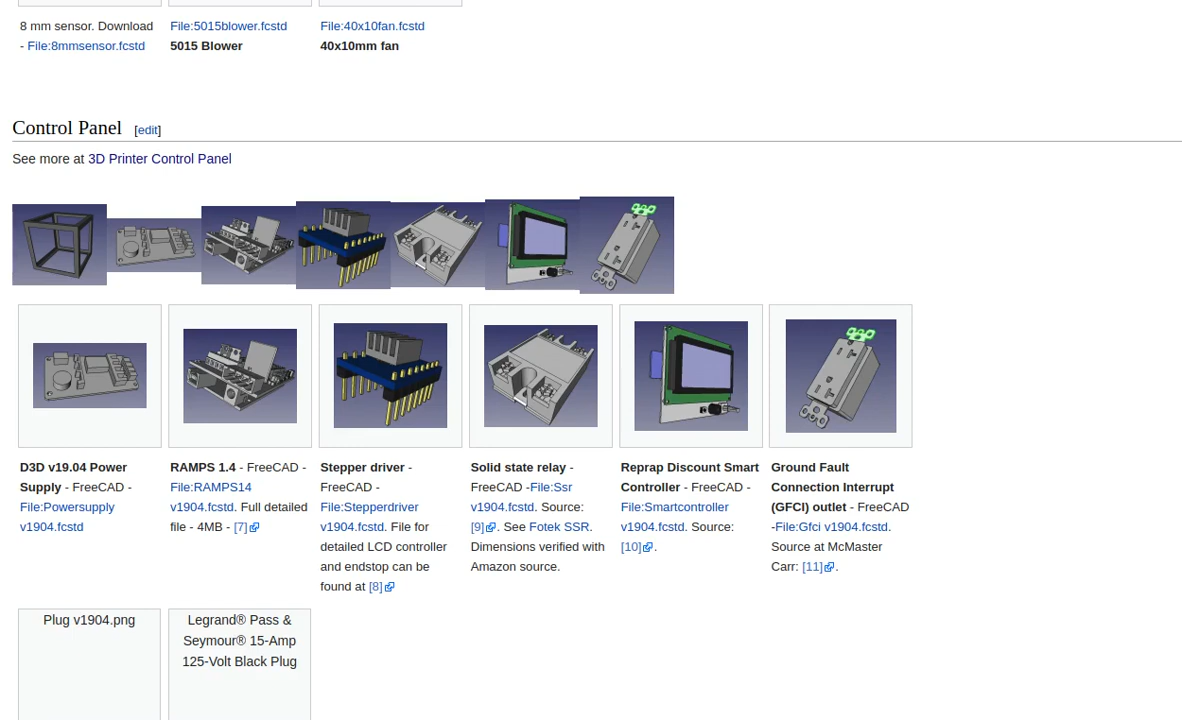 8 mm sensor. Download
- File:8mmsensor.fcstd
File:5015blower.fcstd
5015 Blower
File:40x10fan.fcstd
40x10mm fan
Control Panel [edit]
See more at 3D Printer Control Panel
D3D v19.04 Power
Supply - FreeCAD -
File:Powersupply
v1904.fcstd
RAMPS 1.4 - FreeCAD -
File:RAMPS14
v1904.fcstd. Full detailed
file - 4MB - [7]
Stepper driver -
FreeCAD -
File:Stepperdriver
v1904.fcstd. File for
detailed LCD controller
and endstop can be
found at [8]
Solid state relay -
FreeCAD -File:Ssr
v1904.fcstd. Source:
[9]. See Fotek SSR.
Dimensions verified with
Amazon source.
Reprap Discount Smart
Controller - FreeCAD -
File:Smartcontroller
v1904.fcstd. Source:
[10].
Ground Fault
Connection Interrupt
(GFCI) outlet - FreeCAD
-File:Gfci v1904.fcstd.
Source at McMaster
Carr: [11].
Plug v1904.png
Legrand® Pass &
Seymour® 15-Amp
125-Volt Black Plug